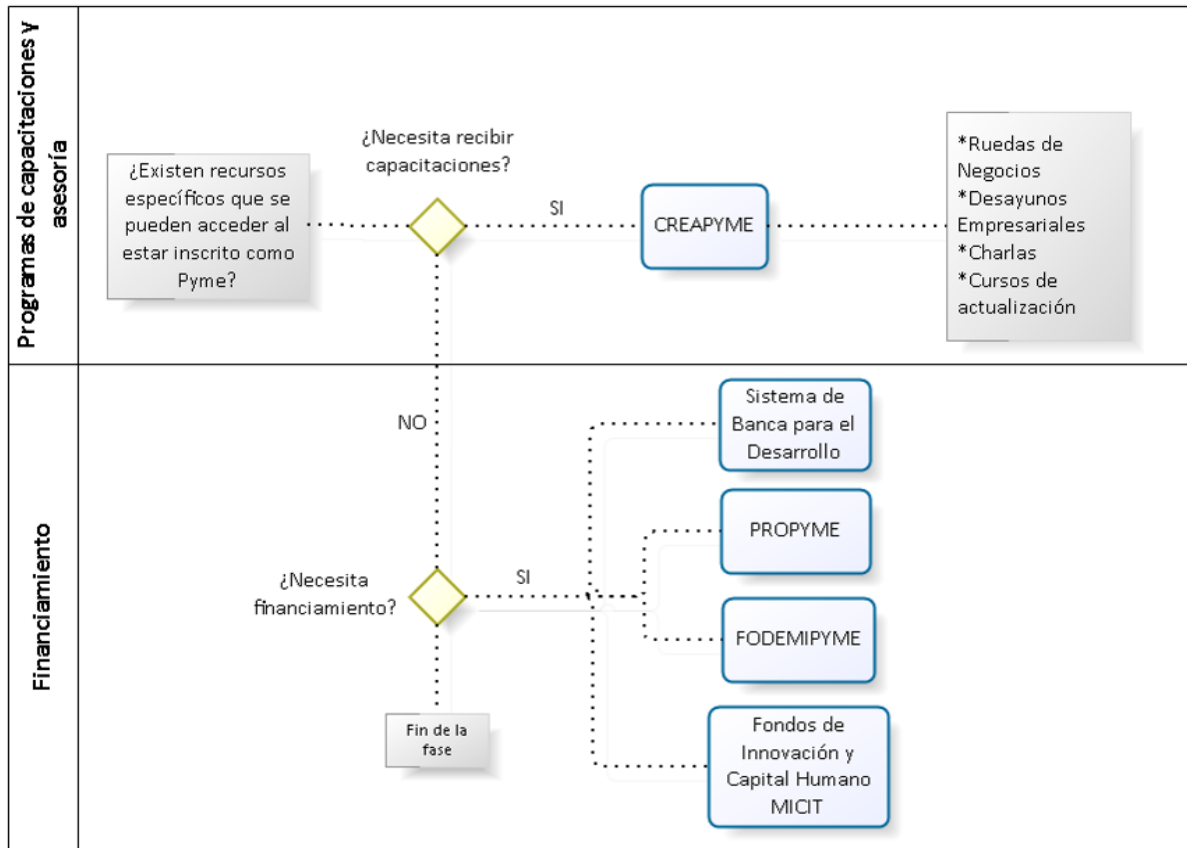 Programas de capacitaciones y
asesoría
¿Existen recursos
específicos que se
pueden acceder al
estar inscrito como
Pyme?
¿Necesita recibir
capacitaciones?
SI
CREAPYME
*Ruedas de
Negocios
*Desayunos
Empresariales
*Charlas
*Cursos de
actualización
Financiamiento
NO
¿Necesita
financiamiento?
SI
Sistema de
Banca para el
Desarrollo
PROPYME
FODEMIPYME
Fondos de
Innovación y
Capital Humano
MICIT
Fin de la
fase